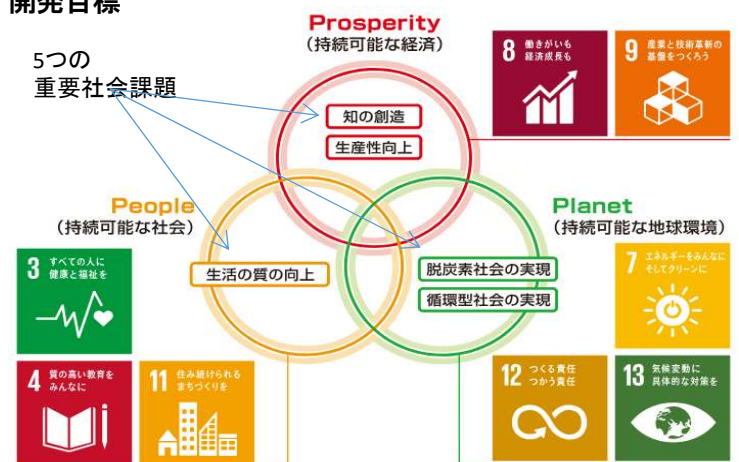 開発目標
5つの
重要社会課題
Prosperity
(持続可能な経済)
8 働きがいも
経済成長も
9 産業と技術革新の
基盤をつくろう
知の創造
生産性向上
People
(持続可能な社会)
Planet
(持続可能な地球環境)
3 すべての人に
健康と福祉を
生活の質の向上
脱炭素社会の実現
循環型社会の実現
7 エネルギーをみんなに
そしてクリーンに
4 質の高い教育を
みんなに
11 住み続けられる
まちづくりを
12 つくる責任
つかう責任
13 気候変動に
具体的な対策を